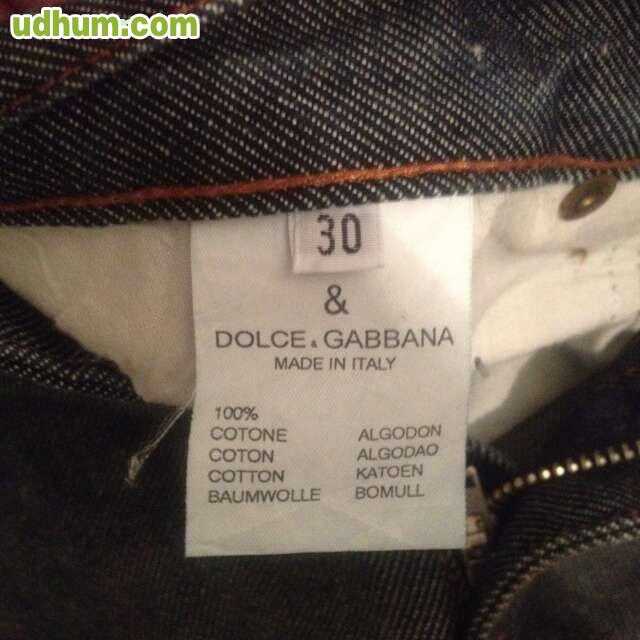 udhum.com
30
&
DOLCE & GABBANA
MADE IN ITALY
100%
COTONE ALGODON
COTON ALGODAO
COTTON KATOEN
BAUMWOLLE BOMULL